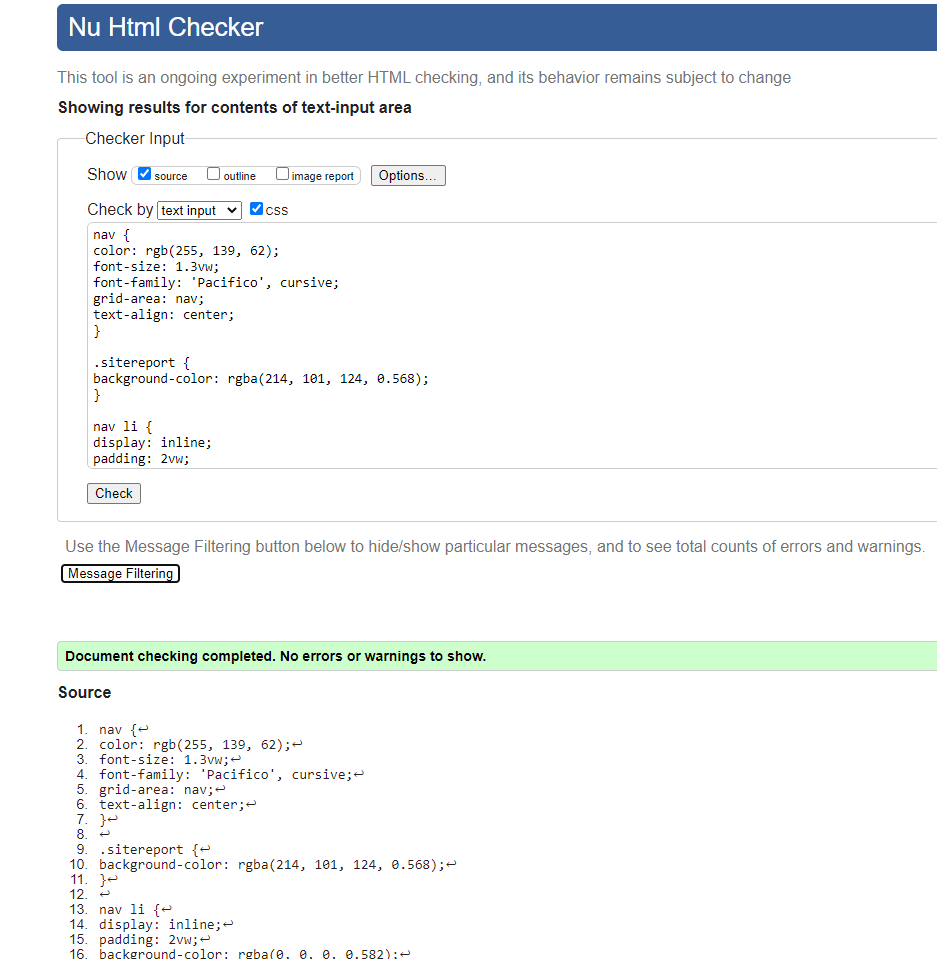 Nu Html Checker
This tool is an ongoing experiment in better HTML checking, and its behavior remains subject to change
Showing results for contents of text-input area
Checker Input
Show source outline image report Options...
Check by text input css
nav {
color: rgb(255, 139, 62);
font-size: 1.3vw;
font-family: 'Pacifico', cursive;
grid-area: nav;
text-align: center;
}
.sitereport {
background-color: rgba(214, 101, 124, 0.568);
}
nav li {
display: inline;
padding: 2vw;
Check
Use the Message Filtering button below to hide/show particular messages, and to see total counts of errors and warnings.
Message Filtering
Document checking completed. No errors or warnings to show.
Source
1. nav {↩
2. color: rgb(255, 139, 62);↩
3. font-size: 1.3vw;↩
4. font-family: 'Pacifico', cursive;↩
5. grid-area: nav;↩
6. text-align: center;↩
7. }↩
8. ↩
9. .sitereport {↩
10. background-color: rgba(214, 101, 124, 0.568);↩
11. }↩
12. ↩
13. nav li {↩
14. display: inline;↩
15. padding: 2vw;↩
16. background-color: rgba(0, 0, 0, 0.582);↩